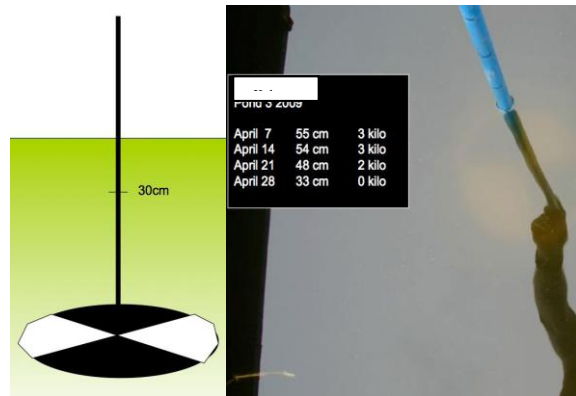 30cm
Pond 3 2009
April 7 55 cm 3 kilo
April 14 54 cm 3 kilo
April 21 48 cm 2 kilo
April 28 33 cm 0 kilo